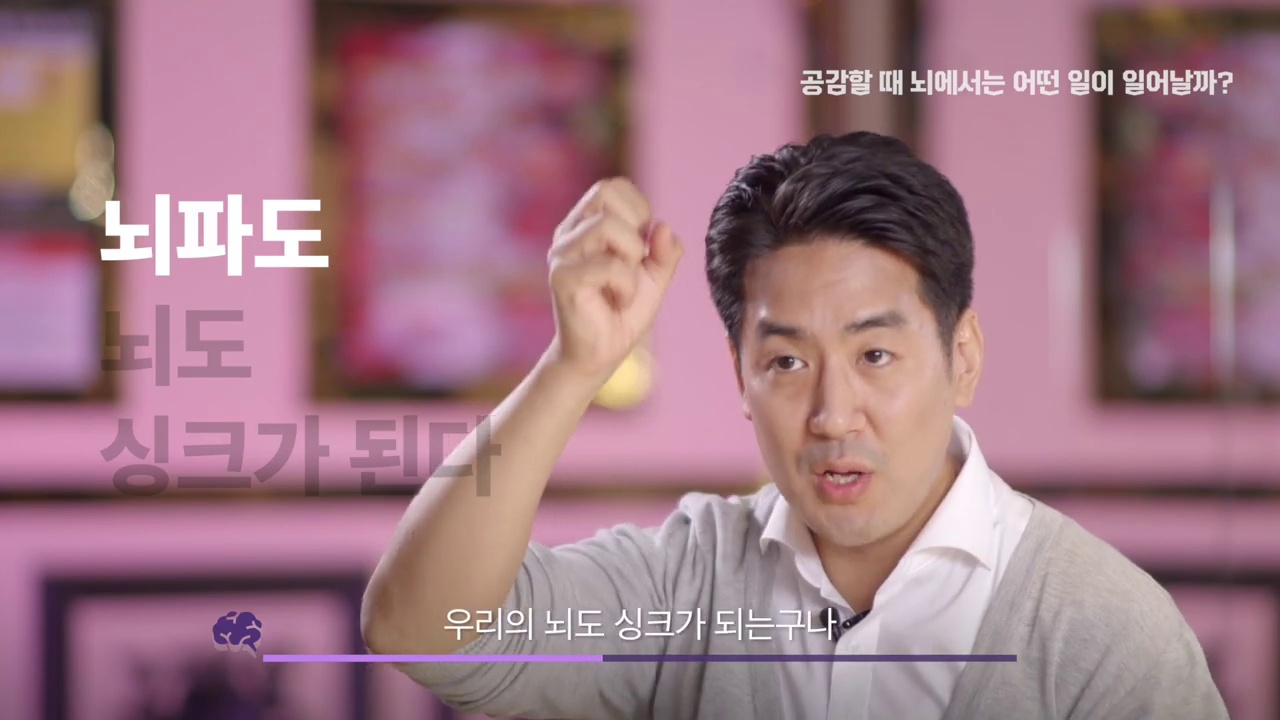 공감할 때 뇌에서는 어떤 일이 일어날까?
뇌파도
뇌도
싱크가 된다
우리의 뇌도 싱크가 되는구나